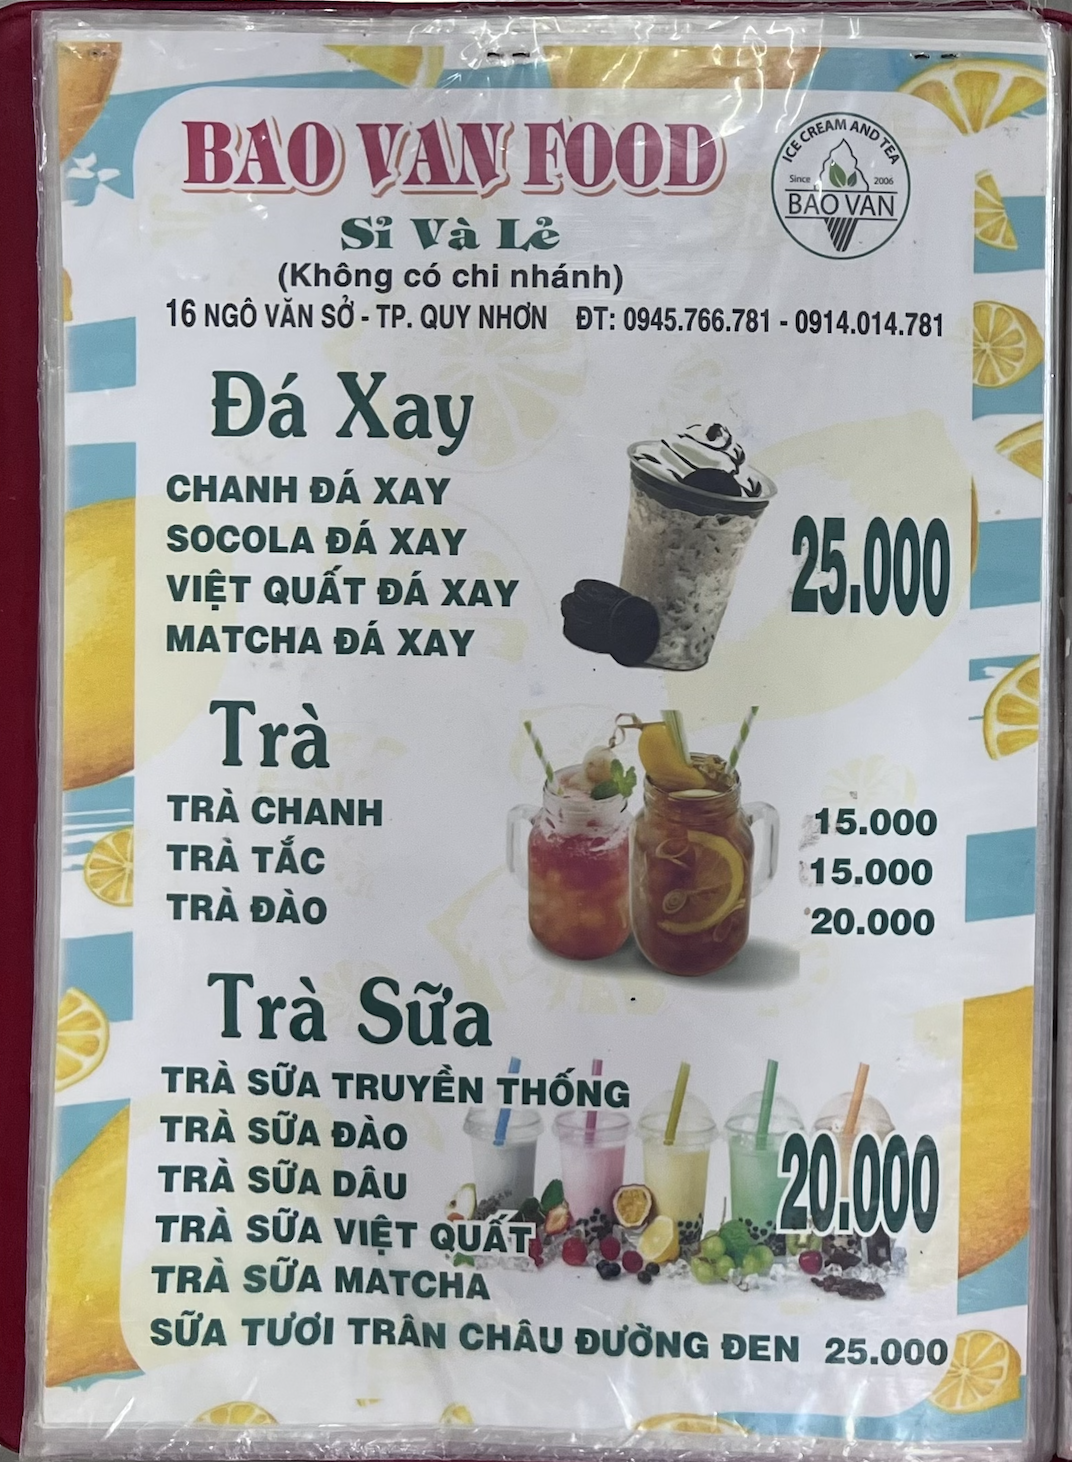 BAO VAN FOOD
ICE CREAM AND TEA
Since 2006
BAO VAN
Sỉ Và Lẻ
(Không có chi nhánh)
16 NGÔ VĂN SỞ - TP. QUY NHƠN ĐT: 0945.766.781 - 0914.014.781
Đá Xay
CHANH ĐÁ XAY
SOCOLA ĐÁ XAY
VIỆT QUẤT ĐÁ XAY
MATCHA ĐÁ XAY
25.000
Trà
TRÀ CHANH 15.000
TRÀ TẮC 15.000
TRÀ ĐÀO 20.000
Trà Sữa
TRÀ SỮA TRUYỀN THỐNG
TRÀ SỮA ĐÀO
TRÀ SỮA DÂU
TRÀ SỮA VIỆT QUẤT
TRÀ SỮA MATCHA
20.000
SỮA TƯƠI TRÂN CHÂU ĐƯỜNG ĐEN 25.000